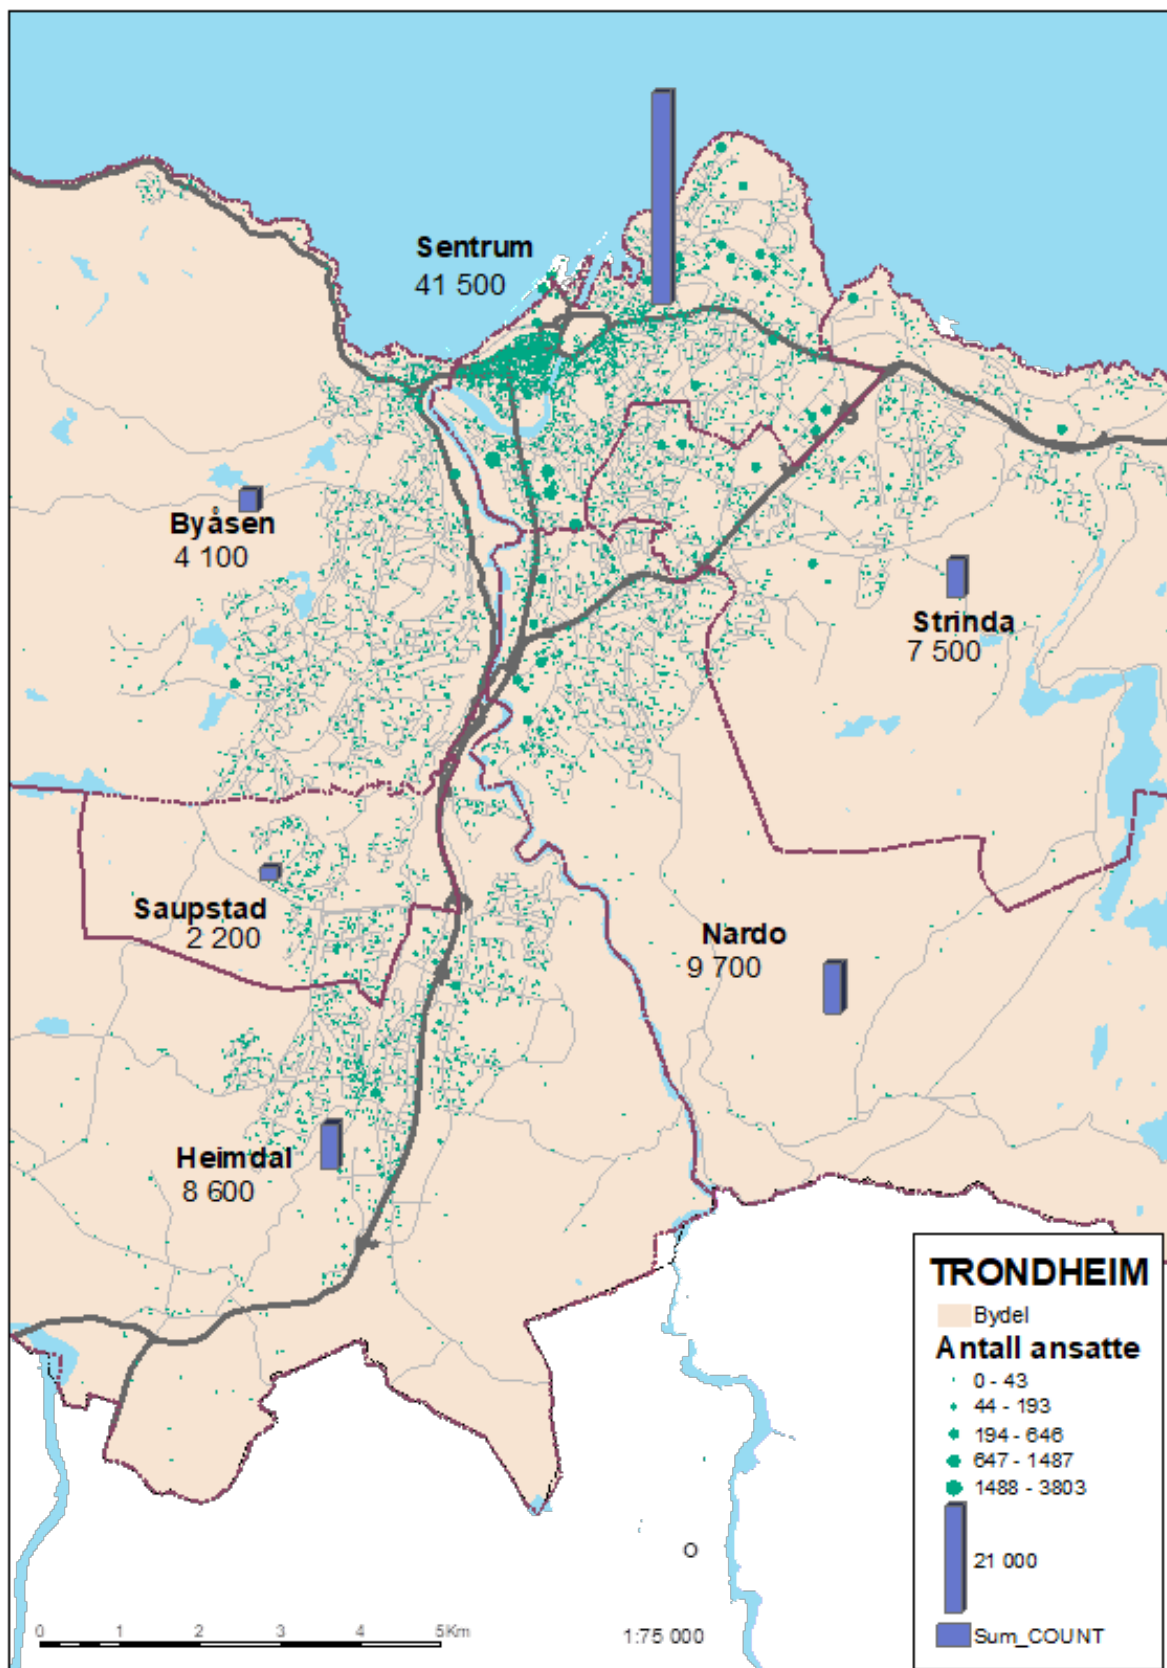 Sentrum
41 500
Byåsen
4 100
Strinda
7 500
Saupstad
2 200
Nardo
9 700
Heimdal
8 600
TRONDHEIM
Bydel
Antall ansatte
0 - 43
44 - 193
194 - 646
647 - 1487
1488 - 3803
21 000
Sum_COUNT
0 1 2 3 4 5 Km
1:75 000